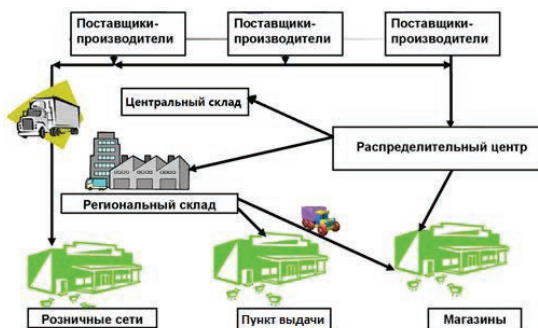 Поставщики-
производители
Поставщики-
производители
Поставщики-
производители
Центральный склад
Распределительный центр
Региональный склад
Розничные сети
Пункт выдачи
Магазины